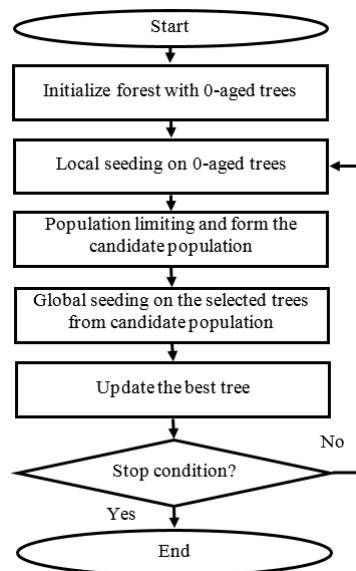 Start
Initialize forest with 0-aged trees
Local seeding on 0-aged trees
Population limiting and form the
candidate population
Global seeding on the selected trees
from candidate population
Update the best tree
No
Stop condition?
Yes
End